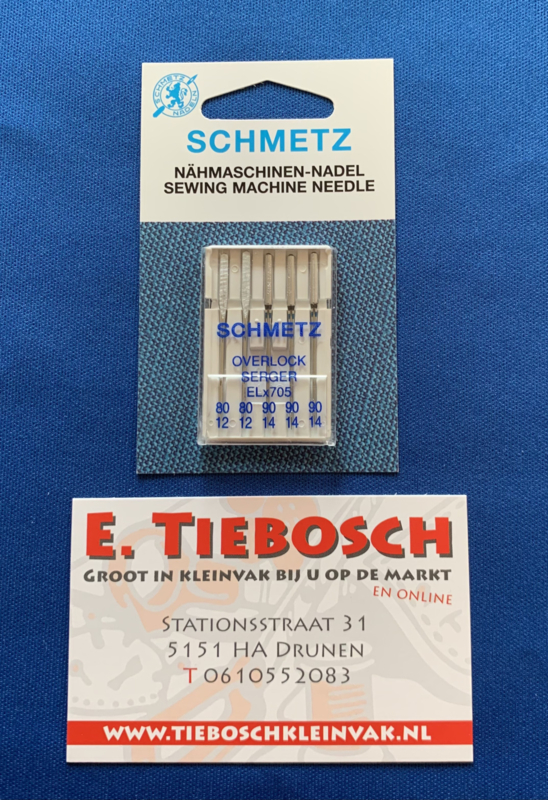 SCHMETZ
NADELN
SCHMETZ
NÄHMASCHINEN-NADEL
SEWING MACHINE NEEDLE
SCHMETZ
OVERLOCK
SERGER
ELx705
80 80 90 90 90
12 12 14 14 14
E. TIEBOSCH
GROOT IN KLEINVAK BIJ U OP DE MARKT
EN ONLINE
STATIONSSTRAAT 31
5151 HA DRUNEN
T 0610552083
WWW.TIEBOSCHKLEINVAK.NL